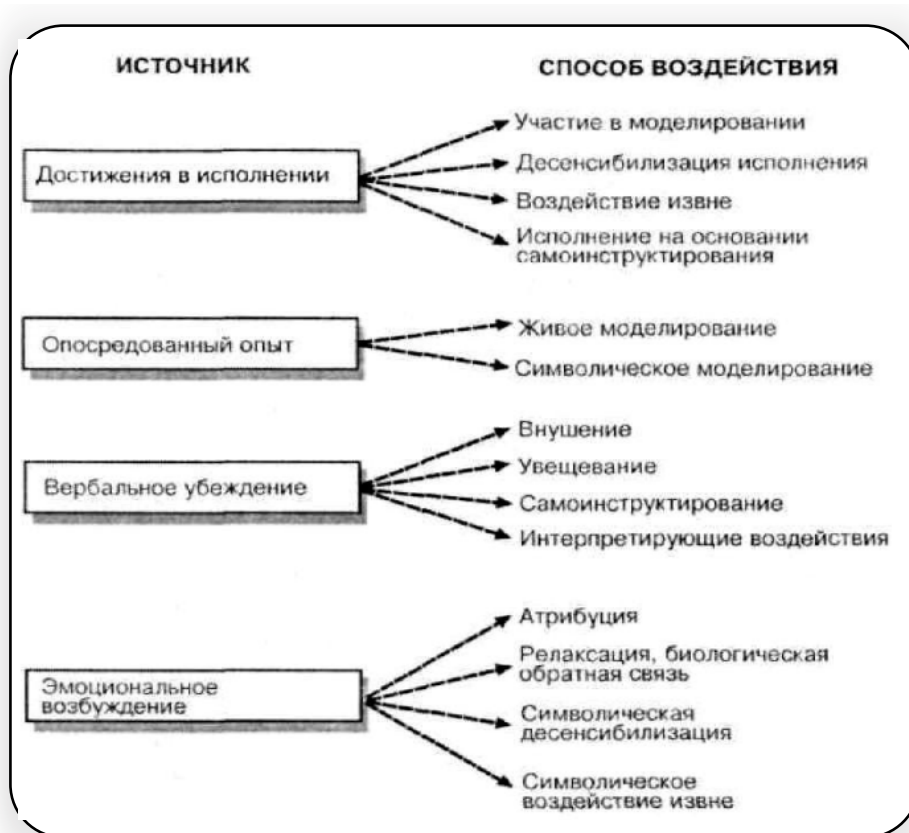 ИСТОЧНИК
СПОСОБ ВОЗДЕЙСТВИЯ
Достижения в исполнении
Участие в моделировании
Десенсибилизация исполнения
Воздействие извне
Исполнение на основании
самоинструктирования
Опосредованный опыт
Живое моделирование
Символическое моделирование
Вербальное убеждение
Внушение
Увещевание
Самоинструктирование
Интерпретирующие воздействия
Эмоциональное
возбуждение
Атрибуция
Релаксация, биологическая
обратная связь
Символическая
десенсибилизация
Символическое
воздействие извне